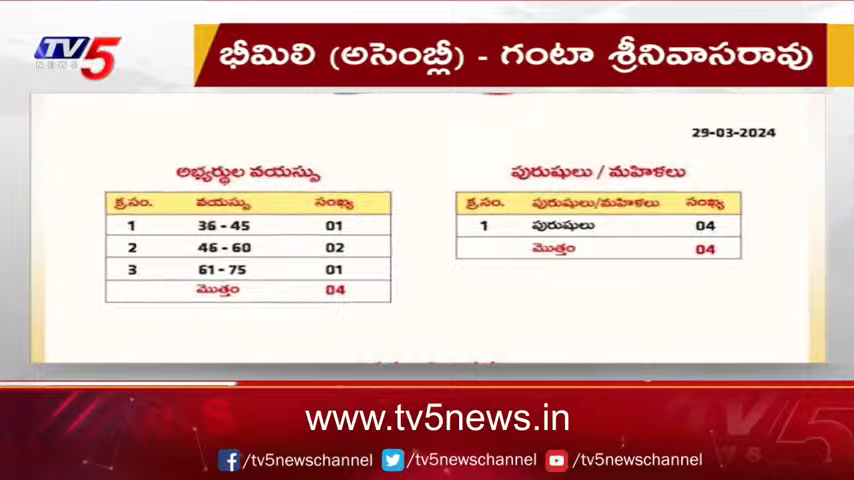 TV5
NEWS
భీమిలి (అసెంబ్లీ) - గంటా శ్రీనివాసరావు
29-03-2024
అభ్యర్థుల వయస్సు
క్ర.సం. వయస్సు సంఖ్య
1 36 - 45 01
2 46 - 60 02
3 61 - 75 01
మొత్తం 04
పురుషులు / మహిళలు
క్ర.సం. పురుషులు/మహిళలు సంఖ్య
1 పురుషులు 04
మొత్తం 04
www.tv5news.in
/tv5newschannel /tv5newschannel /tv5newschannel